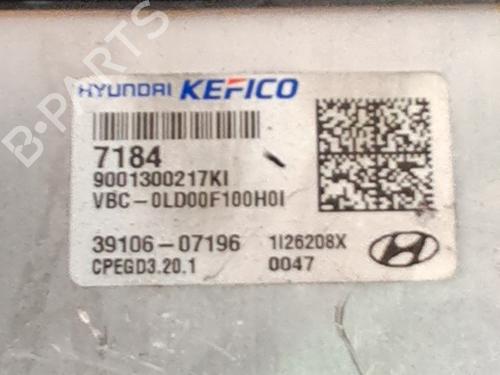 B-PARTS
HYUNDAI KEFICO
7184
9001300217KI
VBC-0LD00F100H0I
39106-07196 1I26208X
CPEGD3.20.1 0047